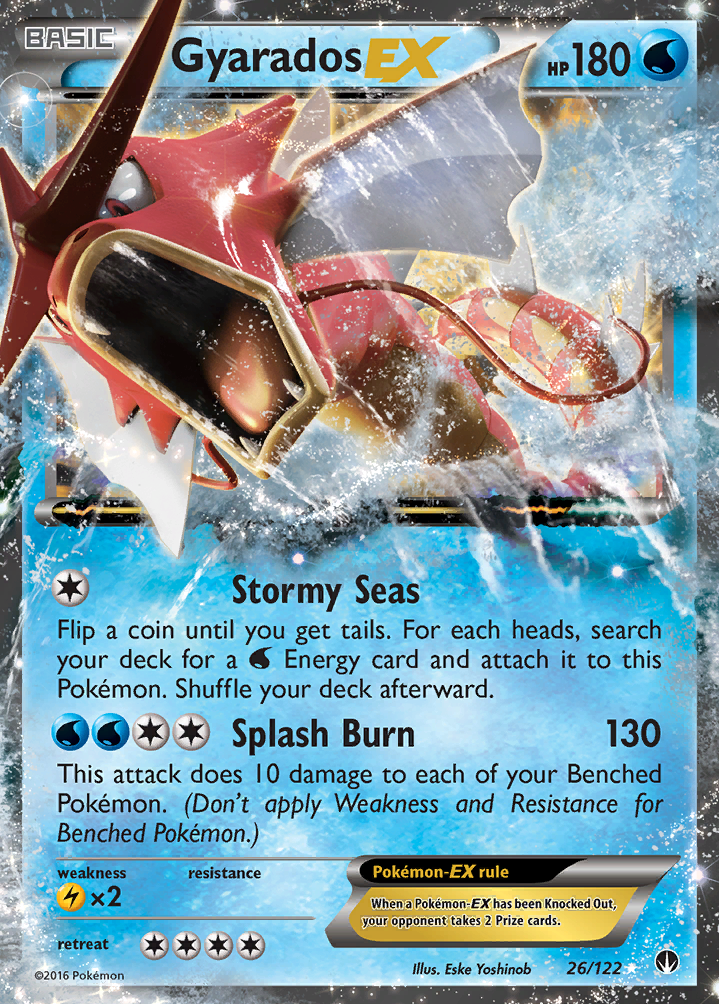 BASIC
GyaradosEX
HP180
Stormy Seas
Flip a coin until you get tails. For each heads, search
your deck for a Energy card and attach it to this
Pokémon. Shuffle your deck afterward.
Splash Burn 130
This attack does 10 damage to each of your Benched
Pokémon. (Don't apply Weakness and Resistance for
Benched Pokémon.)
weakness resistance
×2
Pokémon-EX rule
When a Pokémon-EX has been Knocked Out,
your opponent takes 2 Prize cards.
retreat
©2016 Pokémon
Illus. Eske Yoshinob
26/122